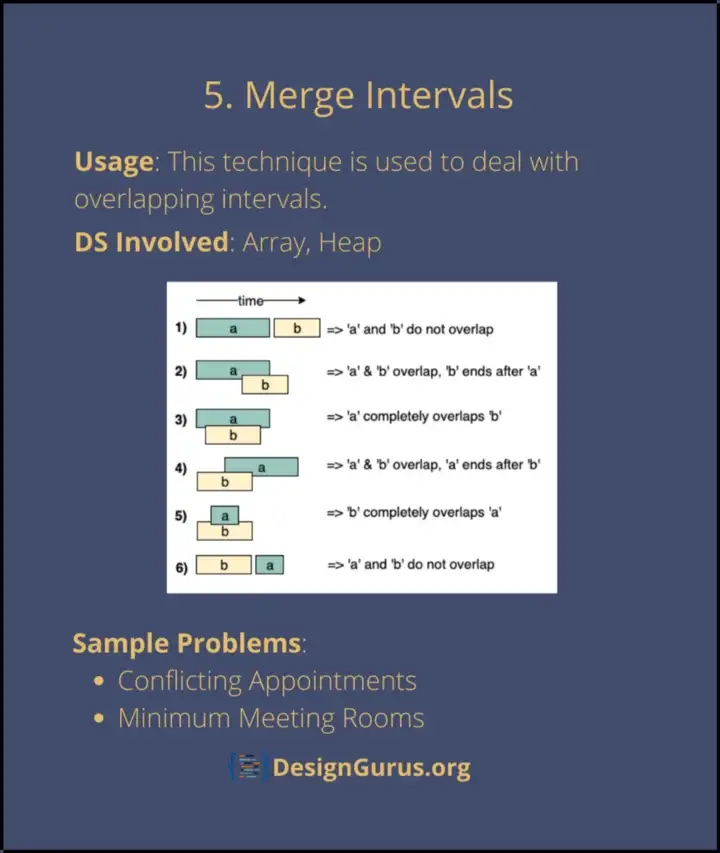 5. Merge Intervals
Usage: This technique is used to deal with
overlapping intervals.
DS Involved: Array, Heap
time
1) a b => 'a' and 'b' do not overlap
2) a b => 'a' & 'b' overlap, 'b' ends after 'a'
3) a b => 'a' completely overlaps 'b'
4) a b => 'a' & 'b' overlap, 'a' ends after 'b'
5) a b => 'b' completely overlaps 'a'
6) b a => 'a' and 'b' do not overlap
Sample Problems:
• Conflicting Appointments
• Minimum Meeting Rooms
DesignGurus.org